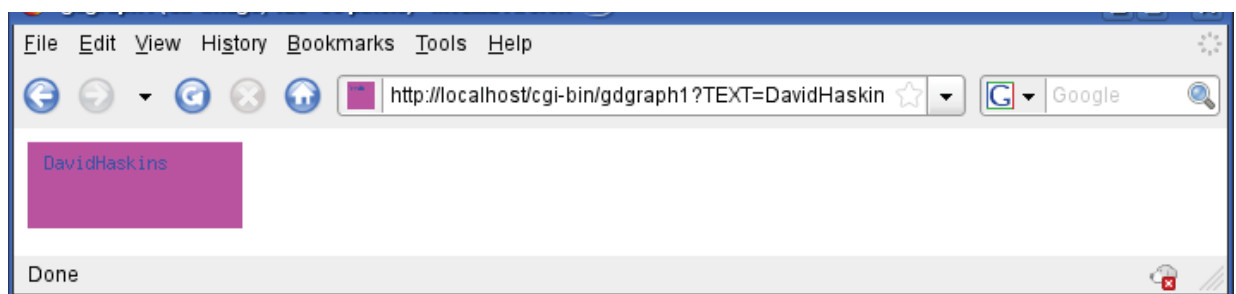 File Edit View History Bookmarks Tools Help
http://localhost/cgi-bin/gdgraph1?TEXT=DavidHaskin
G Google
DavidHaskins
Done